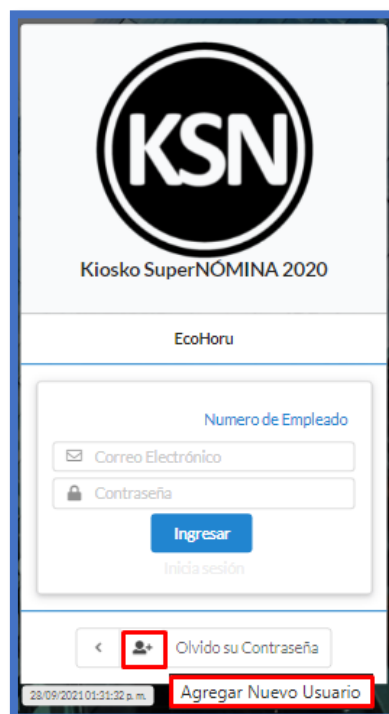 KSN
Kiosko SuperNÓMINA 2020
EcoHoru
Numero de Empleado
Correo Electrónico
Contraseña
Ingresar
Inicia sesión
Olvido su Contraseña
28/09/2021 01:31:32 p. m.
Agregar Nuevo Usuario